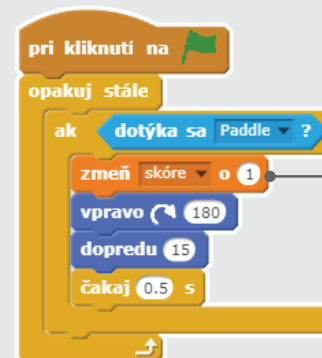 pri kliknutí na
opakuj stále
ak dotýka sa Paddle ?
zmeň skóre o 1
vpravo 180
dopredu 15
čakaj 0.5 s